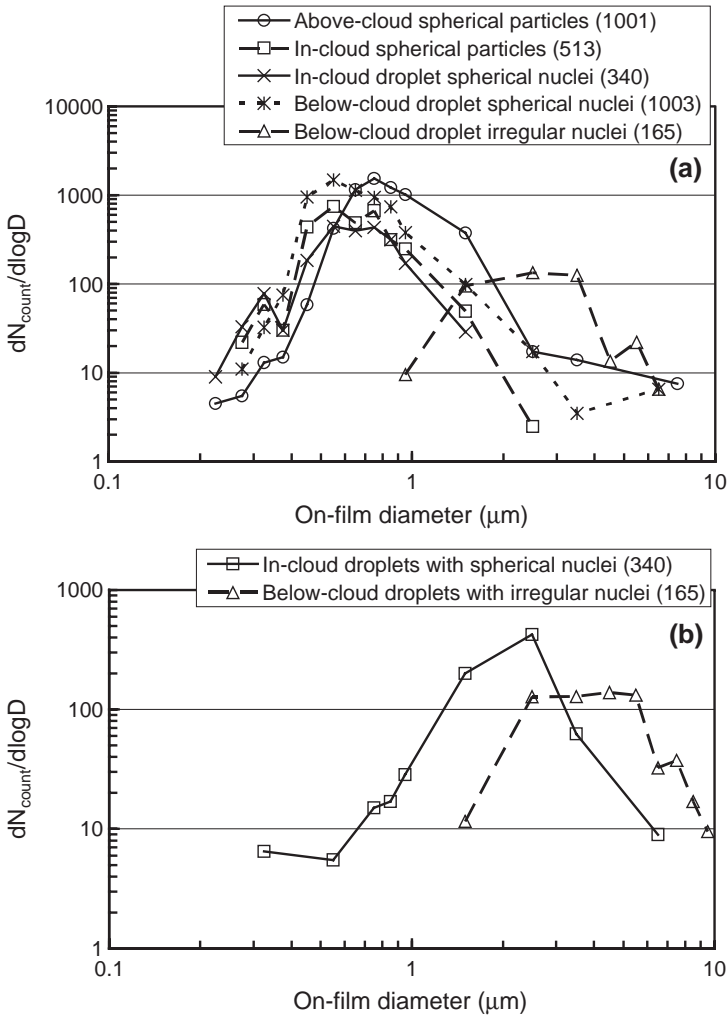 Above-cloud spherical particles (1001)
In-cloud spherical particles (513)
In-cloud droplet spherical nuclei (340)
Below-cloud droplet spherical nuclei (1003)
Below-cloud droplet irregular nuclei (165)
(a)
10000
1000
100
10
1
0.1
1
10
dNcount/dlogD
On-film diameter (μm)
In-cloud droplets with spherical nuclei (340)
Below-cloud droplets with irregular nuclei (165)
(b)
1000
100
10
1
0.1
1
10
dNcount/dlogD
On-film diameter (μm)